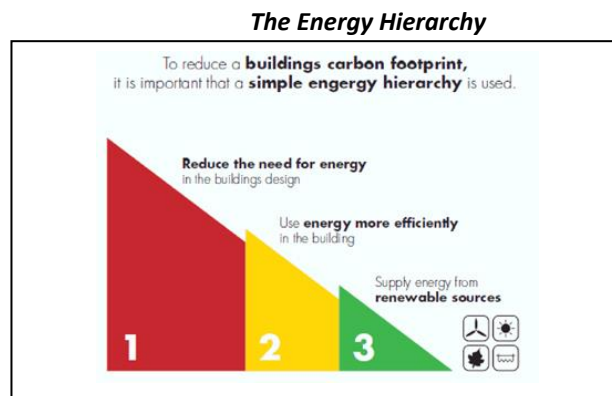 The Energy Hierarchy
To reduce a buildings carbon footprint,
it is important that a simple engergy hierarchy is used.
Reduce the need for energy
in the buildings design
Use energy more efficiently
in the building
Supply energy from
renewable sources
1 2 3